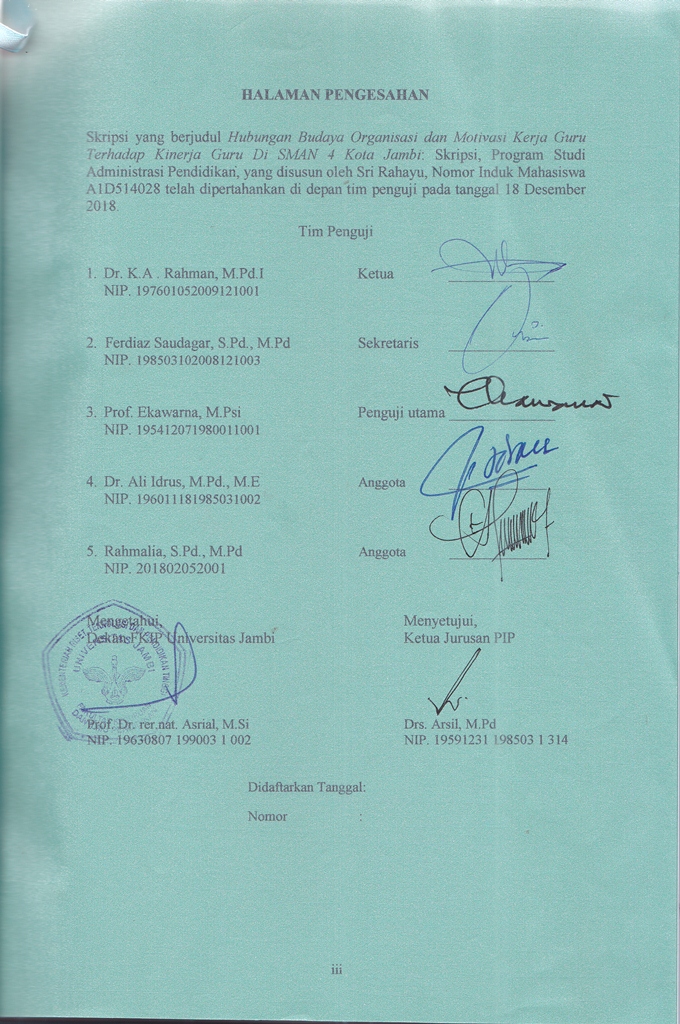 HALAMAN PENGESAHAN
Skripsi yang berjudul Hubungan Budaya Organisasi dan Motivasi Kerja Guru
Terhadap Kinerja Guru Di SMAN 4 Kota Jambi: Skripsi, Program Studi
Administrasi Pendidikan, yang disusun oleh Sri Rahayu, Nomor Induk Mahasiswa
A1D514028 telah dipertahankan di depan tim penguji pada tanggal 18 Desember
2018.
Tim Penguji
1. Dr. K.A . Rahman, M.Pd.I Ketua
NIP. 197601052009121001
2. Ferdiaz Saudagar, S.Pd., M.Pd Sekretaris
NIP. 198503102008121003
3. Prof. Ekawarna, M.Psi Penguji utama
NIP. 195412071980011001
4. Dr. Ali Idrus, M.Pd., M.E Anggota
NIP. 196011181985031002
5. Rahmalia, S.Pd., M.Pd Anggota
NIP. 201802052001
Mengetahui, Menyetujui,
Dekan FKIP Universitas Jambi Ketua Jurusan PIP
UNIVERSITAS JAMBI
Prof. Dr. rer.nat. Asrial, M.Si Drs. Arsil, M.Pd
NIP. 19630807 199003 1 002 NIP. 19591231 198503 1 314
Didaftarkan Tanggal:
Nomor :
iii